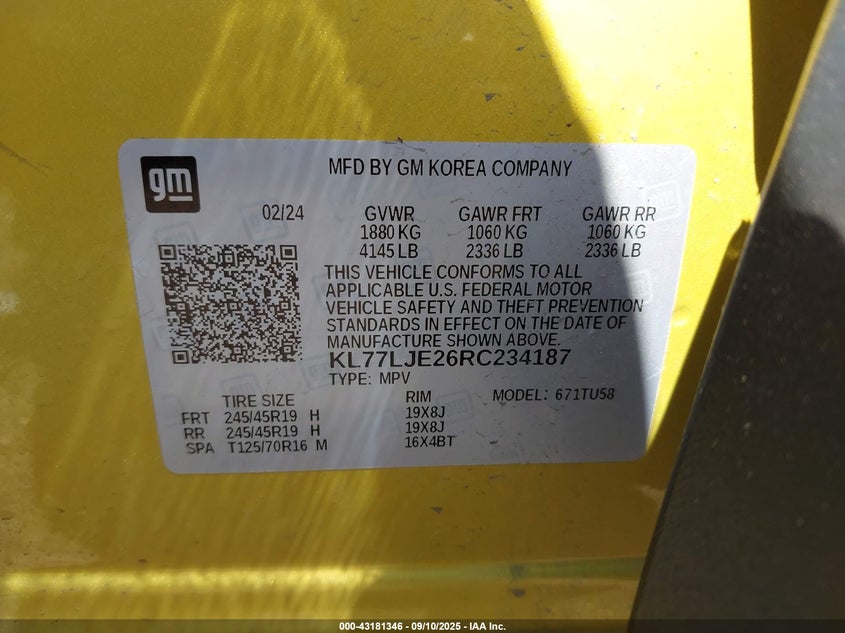 gm
MFD BY GM KOREA COMPANY
02/24 GVWR GAWR FRT GAWR RR
1880 KG 1060 KG 1060 KG
4145 LB 2336 LB 2336 LB
THIS VEHICLE CONFORMS TO ALL
APPLICABLE U.S. FEDERAL MOTOR
VEHICLE SAFETY AND THEFT PREVENTION
STANDARDS IN EFFECT ON THE DATE OF
MANUFACTURE SHOWN ABOVE.
KL77LJE26RC234187
TYPE: MPV
TIRE SIZE RIM MODEL: 671TU58
FRT 245/45R19 H 19X8J
RR 245/45R19 H 19X8J
SPA T125/70R16 M 16X4BT
000-43181346 - 09/10/2025 - IAA Inc.